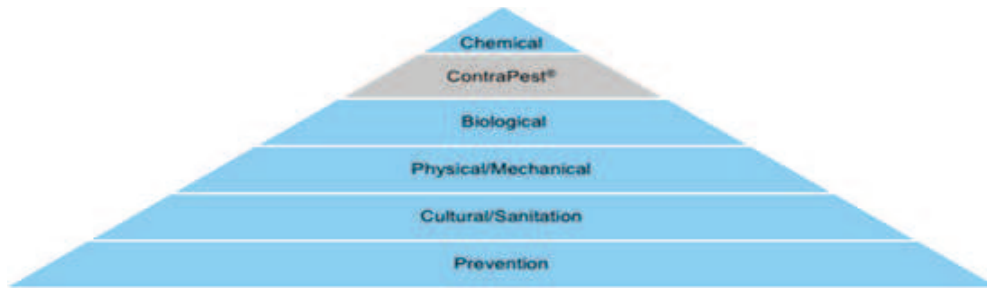 Chemical
ContraPest®
Biological
Physical/Mechanical
Cultural/Sanitation
Prevention